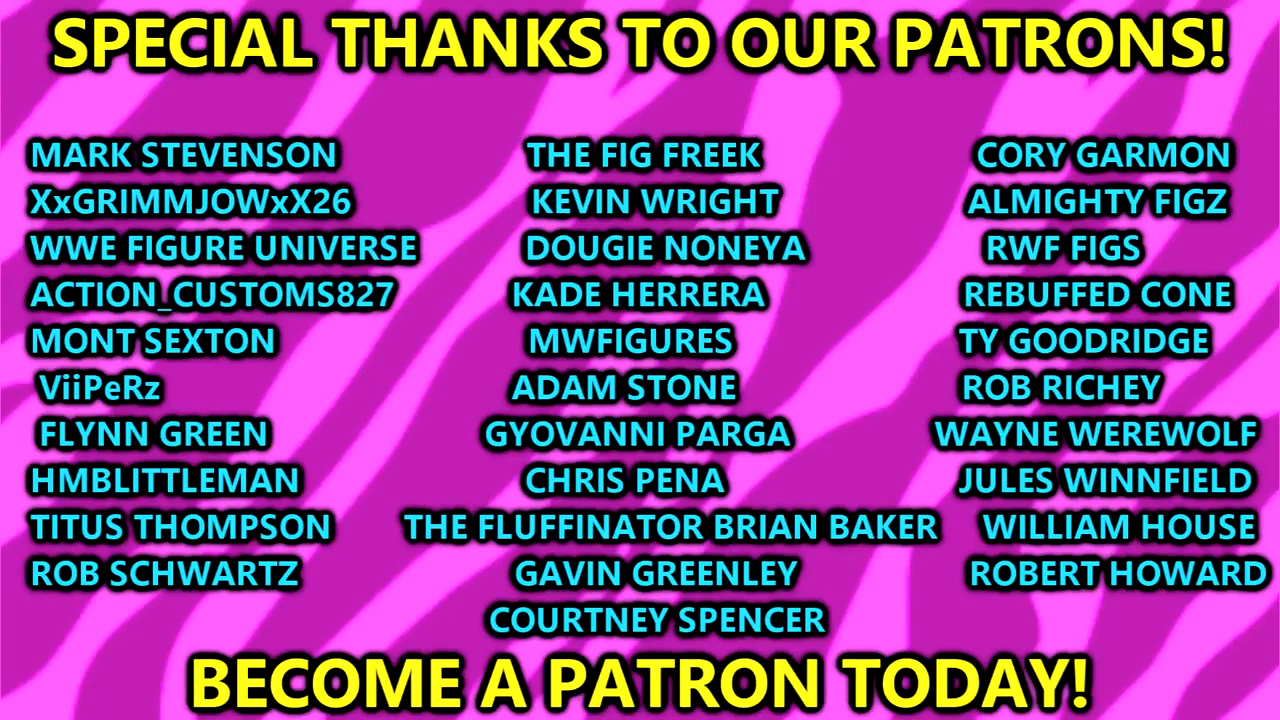 SPECIAL THANKS TO OUR PATRONS!
MARK STEVENSON THE FIG FREEK CORY GARMON
XxGRIMMJOWxX26 KEVIN WRIGHT ALMIGHTY FIGZ
WWE FIGURE UNIVERSE DOUGIE NONEYA RWF FIGS
ACTION_CUSTOMS827 KADE HERRERA REBUFFED CONE
MONT SEXTON MWFIGURES TY GOODRIDGE
ViiPeRz ADAM STONE ROB RICHEY
FLYNN GREEN GYOVANNI PARGA WAYNE WEREWOLF
HMBLITTLEMAN CHRIS PENA JULES WINNFIELD
TITUS THOMPSON THE FLUFFINATOR BRIAN BAKER WILLIAM HOUSE
ROB SCHWARTZ GAVIN GREENLEY ROBERT HOWARD
COURTNEY SPENCER
BECOME A PATRON TODAY!